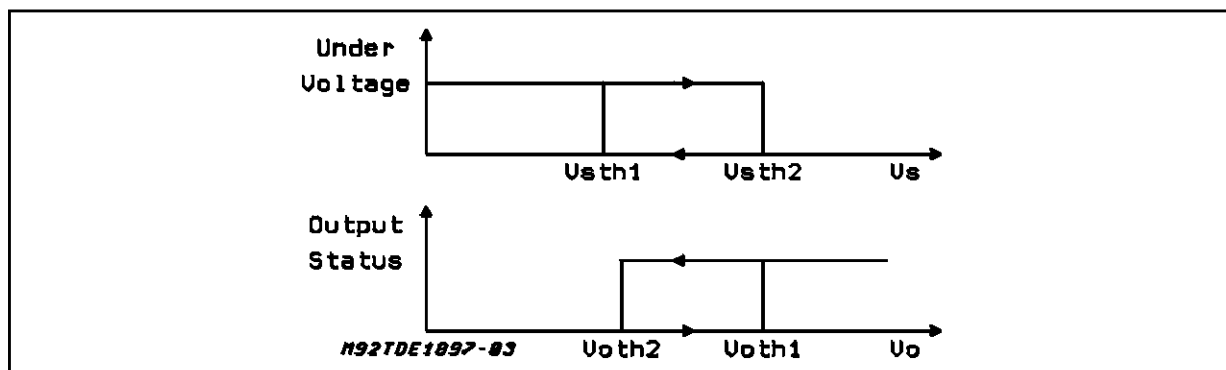 Under
Voltage
Vsth1 Vsth2 Vs
Output
Status
M92TDE1897-03 Voth2 Voth1 Vo